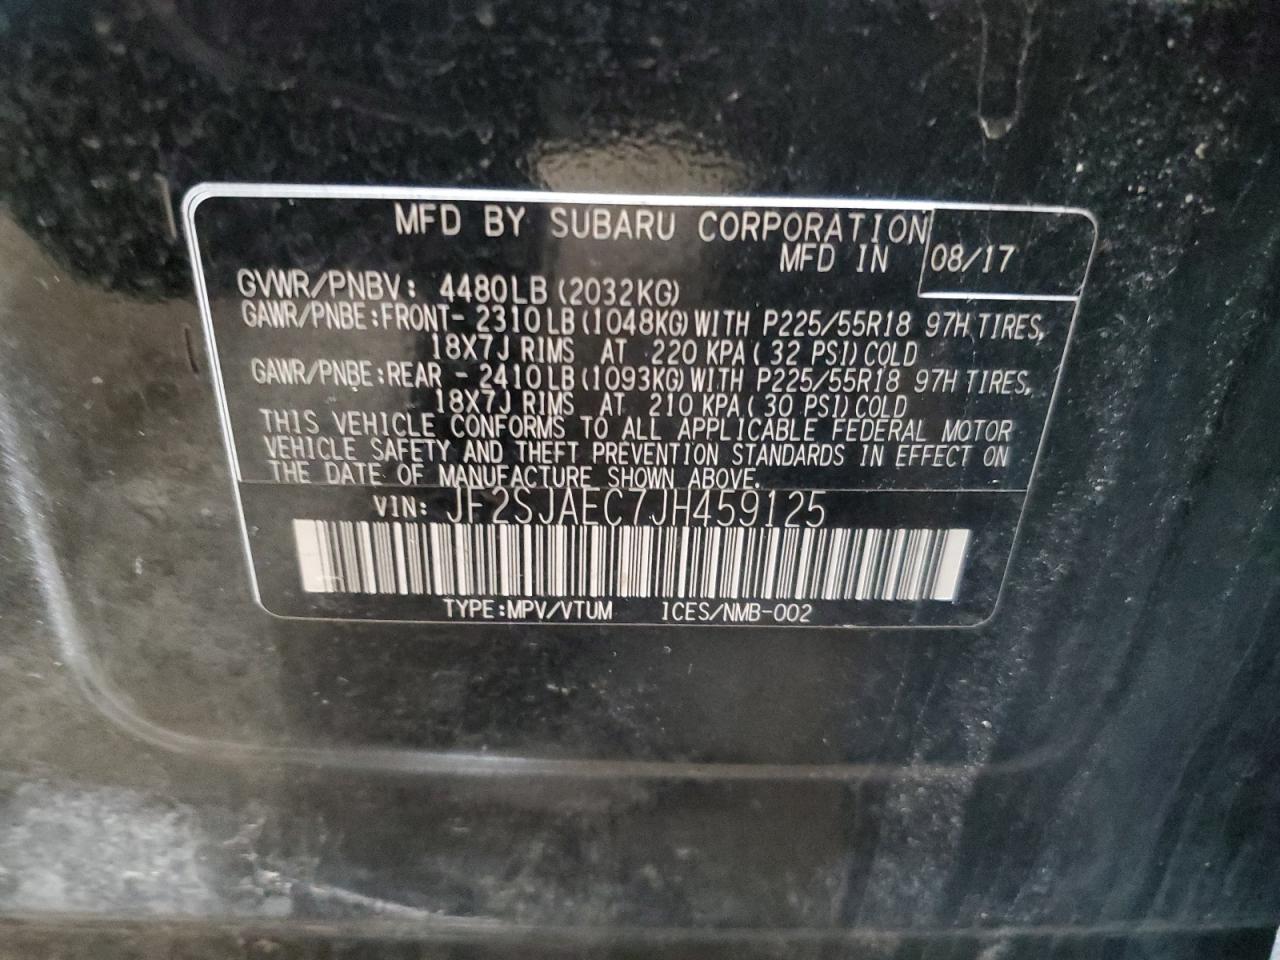 MFD BY SUBARU CORPORATION
MFD IN 08/17
GVWR/PNBV: 4480LB (2032KG)
GAWR/PNBE:FRONT- 2310LB (1048KG) WITH P225/55R18 97H TIRES,
18X7J RIMS AT 220 KPA ( 32 PSI) COLD
GAWR/PNBE:REAR - 2410LB (1093KG) WITH P225/55R18 97H TIRES,
18X7J RIMS AT 210 KPA ( 30 PSI) COLD
THIS VEHICLE CONFORMS TO ALL APPLICABLE FEDERAL MOTOR
VEHICLE SAFETY AND THEFT PREVENTION STANDARDS IN EFFECT ON
THE DATE OF MANUFACTURE SHOWN ABOVE.
VIN: JF2SJAEC7JH459125
TYPE:MPV/VTUM ICES/NMB-002